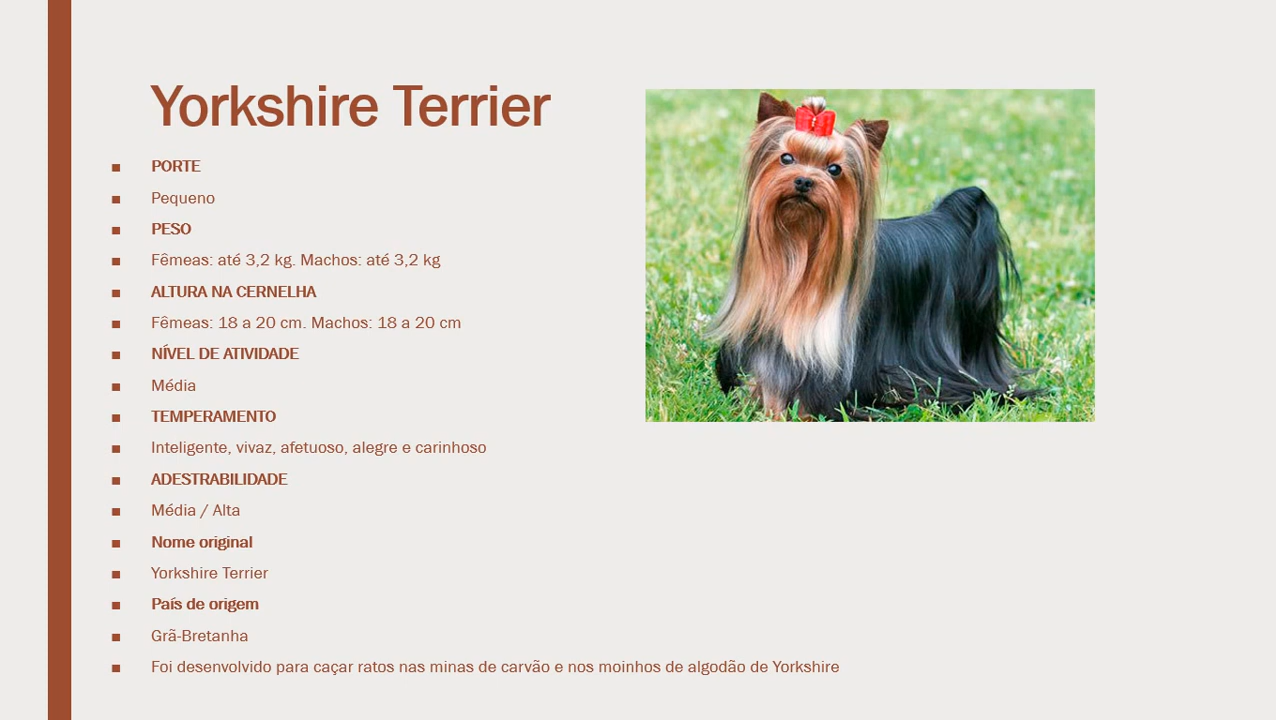 Yorkshire Terrier
PORTE
Pequeno
PESO
Fêmeas: até 3,2 kg. Machos: até 3,2 kg
ALTURA NA CERNELHA
Fêmeas: 18 a 20 cm. Machos: 18 a 20 cm
NÍVEL DE ATIVIDADE
Média
TEMPERAMENTO
Inteligente, vivaz, afetuoso, alegre e carinhoso
ADESTRABILIDADE
Média / Alta
Nome original
Yorkshire Terrier
País de origem
Grã-Bretanha
Foi desenvolvido para caçar ratos nas minas de carvão e nos moinhos de algodão de Yorkshire